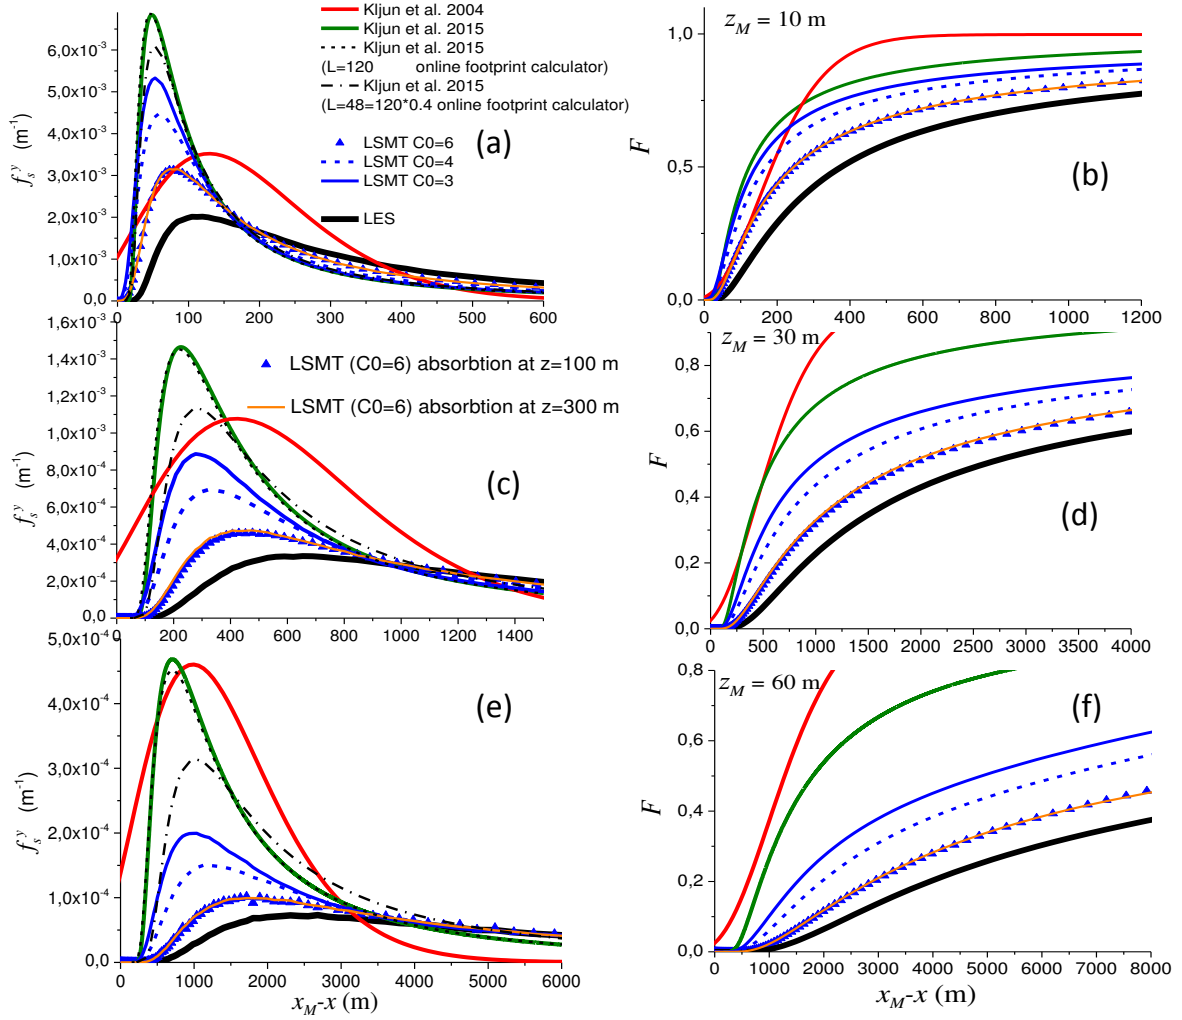 6,0x10⁻³
5,0x10⁻³
4,0x10⁻³
3,0x10⁻³
2,0x10⁻³
1,0x10⁻³
0,0
fₛʸ (m⁻¹)
Kljun et al. 2004
Kljun et al. 2015
Kljun et al. 2015
(L=120 online footprint calculator)
Kljun et al. 2015
(L=48=120*0.4 online footprint calculator)
(a)
LSMT C0=6
LSMT C0=4
LSMT C0=3
LES
0 100 200 300 400 500 600
z_M = 10 m
1,0
0,5
0,0
F
(b)
0 200 400 600 800 1000 1200
1,6x10⁻³
1,4x10⁻³
1,2x10⁻³
1,0x10⁻³
8,0x10⁻⁴
6,0x10⁻⁴
4,0x10⁻⁴
2,0x10⁻⁴
0,0
fₛʸ (m⁻¹)
LSMT (C0=6) absorbtion at z=100 m
LSMT (C0=6) absorbtion at z=300 m
(c)
0 200 400 600 800 1000 1200 1400
z_M = 30 m
0,8
0,6
0,4
0,2
0,0
F
(d)
0 500 1000 1500 2000 2500 3000 3500 4000
5,0x10⁻⁴
4,0x10⁻⁴
3,0x10⁻⁴
2,0x10⁻⁴
1,0x10⁻⁴
0,0
fₛʸ (m⁻¹)
(e)
0 1000 2000 3000 4000 5000 6000
x_M-x (m)
z_M = 60 m
0,8
0,6
0,4
0,2
0,0
F
(f)
0 1000 2000 3000 4000 5000 6000 7000 8000
x_M-x (m)